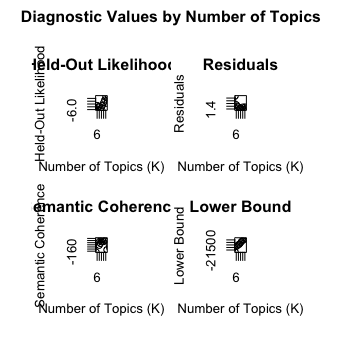 Diagnostic Values by Number of Topics
Held-Out Likelihood
Held-Out Likelihood
-6.0
6
Number of Topics (K)
Residuals
Residuals
1.4
6
Number of Topics (K)
emantic Coherenc
Semantic Coherence
-160
6
Number of Topics (K)
Lower Bound
Lower Bound
-21500
6
Number of Topics (K)